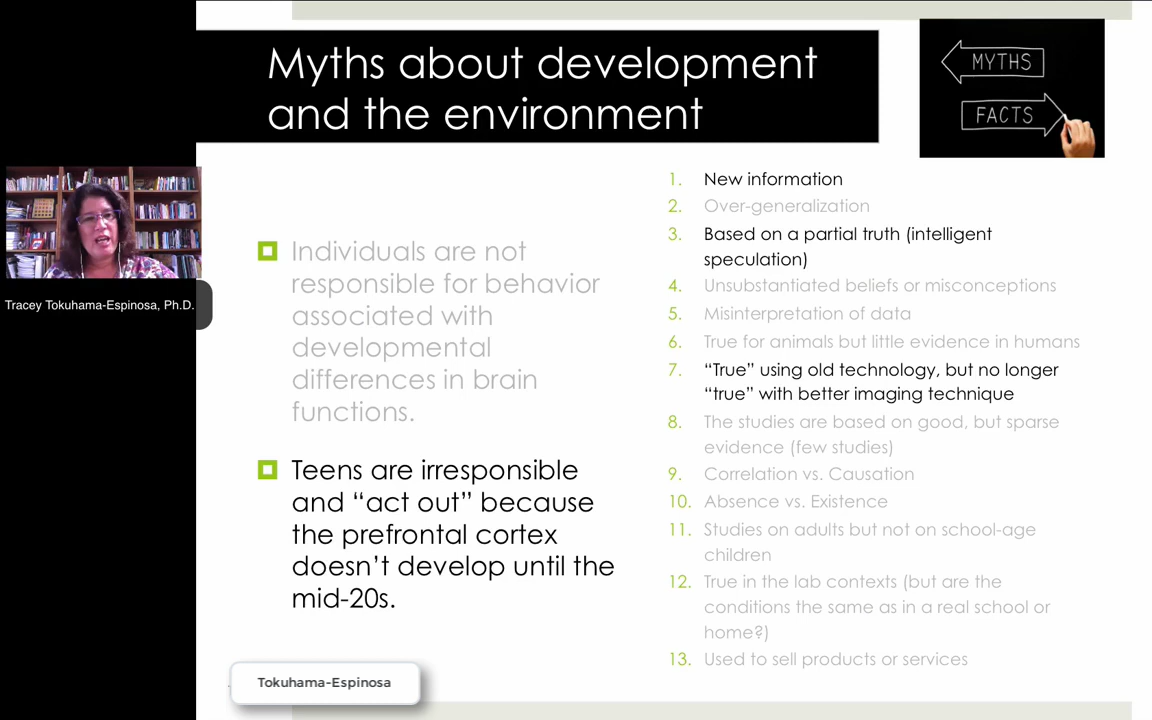 Myths about development
and the environment
MYTHS
FACTS
Tracey Tokuhama-Espinosa, Ph.D.
Individuals are not
responsible for behavior
associated with
developmental
differences in brain
functions.
Teens are irresponsible
and “act out” because
the prefrontal cortex
doesn’t develop until the
mid-20s.
1. New information
2. Over-generalization
3. Based on a partial truth (intelligent
speculation)
4. Unsubstantiated beliefs or misconceptions
5. Misinterpretation of data
6. True for animals but little evidence in humans
7. “True” using old technology, but no longer
“true” with better imaging technique
8. The studies are based on good, but sparse
evidence (few studies)
9. Correlation vs. Causation
10. Absence vs. Existence
11. Studies on adults but not on school-age
children
12. True in the lab contexts (but are the
conditions the same as in a real school or
home?)
13. Used to sell products or services
Tokuhama-Espinosa